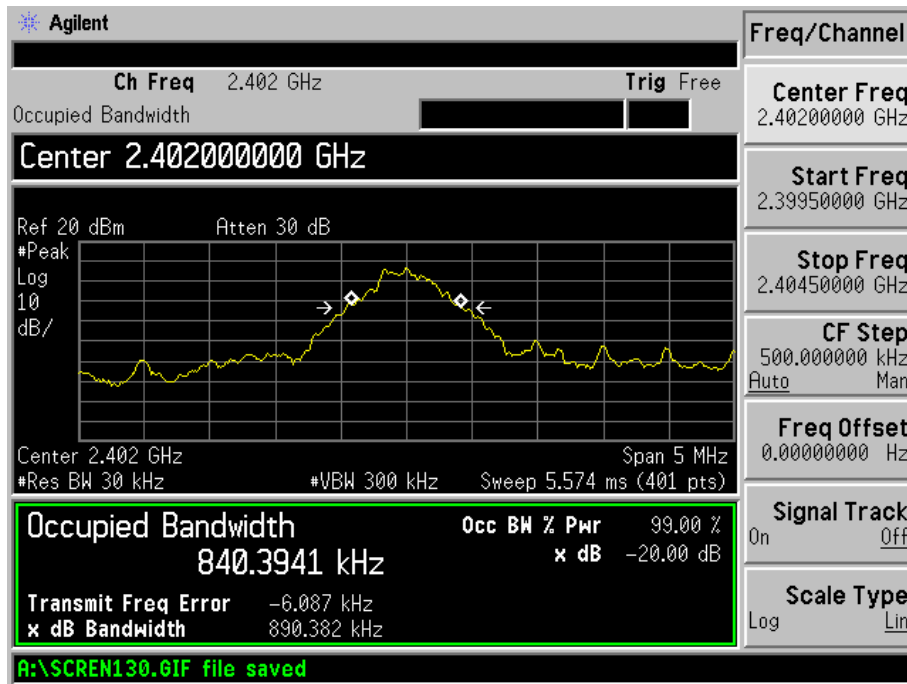 Agilent
Freq/Channel
Ch Freq 2.402 GHz Trig Free
Occupied Bandwidth
Center 2.402000000 GHz
Ref 20 dBm Atten 30 dB
#Peak
Log
10
dB/
Center 2.402 GHz Span 5 MHz
#Res BW 30 kHz #VBW 300 kHz Sweep 5.574 ms (401 pts)
Occupied Bandwidth
840.3941 kHz
Occ BW % Pwr 99.00 %
x dB -20.00 dB
Transmit Freq Error -6.087 kHz
x dB Bandwidth 890.382 kHz
A:\SCREN130.GIF file saved
Center Freq
2.40200000 GHz
Start Freq
2.39950000 GHz
Stop Freq
2.40450000 GHz
CF Step
500.000000 kHz
Auto Man
Freq Offset
0.00000000 Hz
Signal Track
On Off
Scale Type
Log Lin